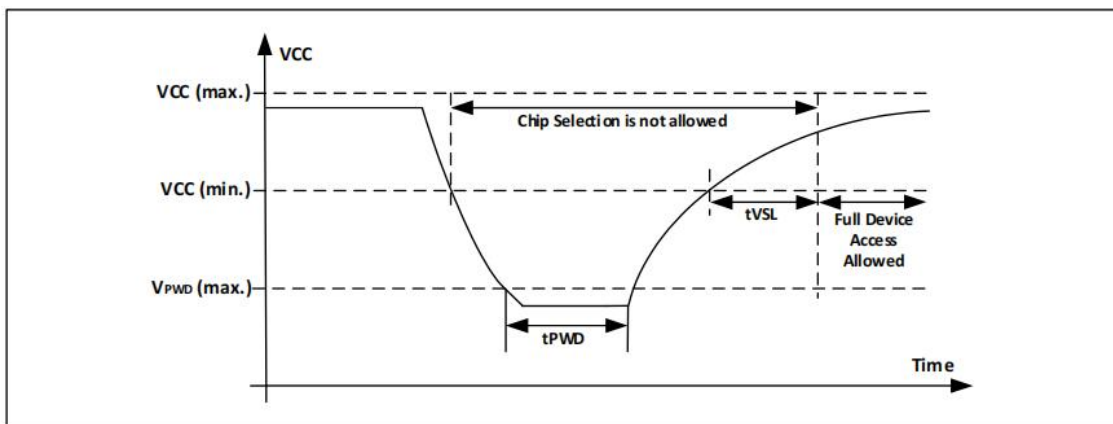 VCC
VCC (max.)
Chip Selection is not allowed
VCC (min.)
tVSL
Full Device
Access
Allowed
VPWD (max.)
tPWD
Time